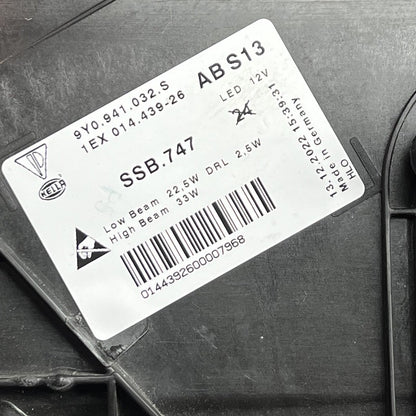 9Y0.941.032.S
1EX 014.439-26
ABS13
LED 12V
SSB.747
HELLA
Low Beam 22,5W DRL 2,5W
High Beam 33W
0144392600007968
13.12.2022 15:39:31
Made in Germany
HLO